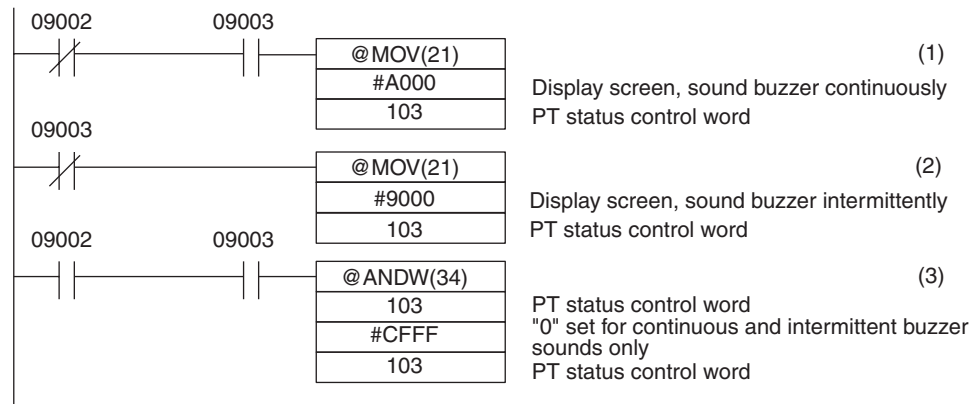 09002 09003
@MOV(21) (1)
#A000 Display screen, sound buzzer continuously
103 PT status control word
09003
@MOV(21) (2)
#9000 Display screen, sound buzzer intermittently
103 PT status control word
09002 09003
@ANDW(34) (3)
103 PT status control word
#CFFF "0" set for continuous and intermittent buzzer
sounds only
103 PT status control word